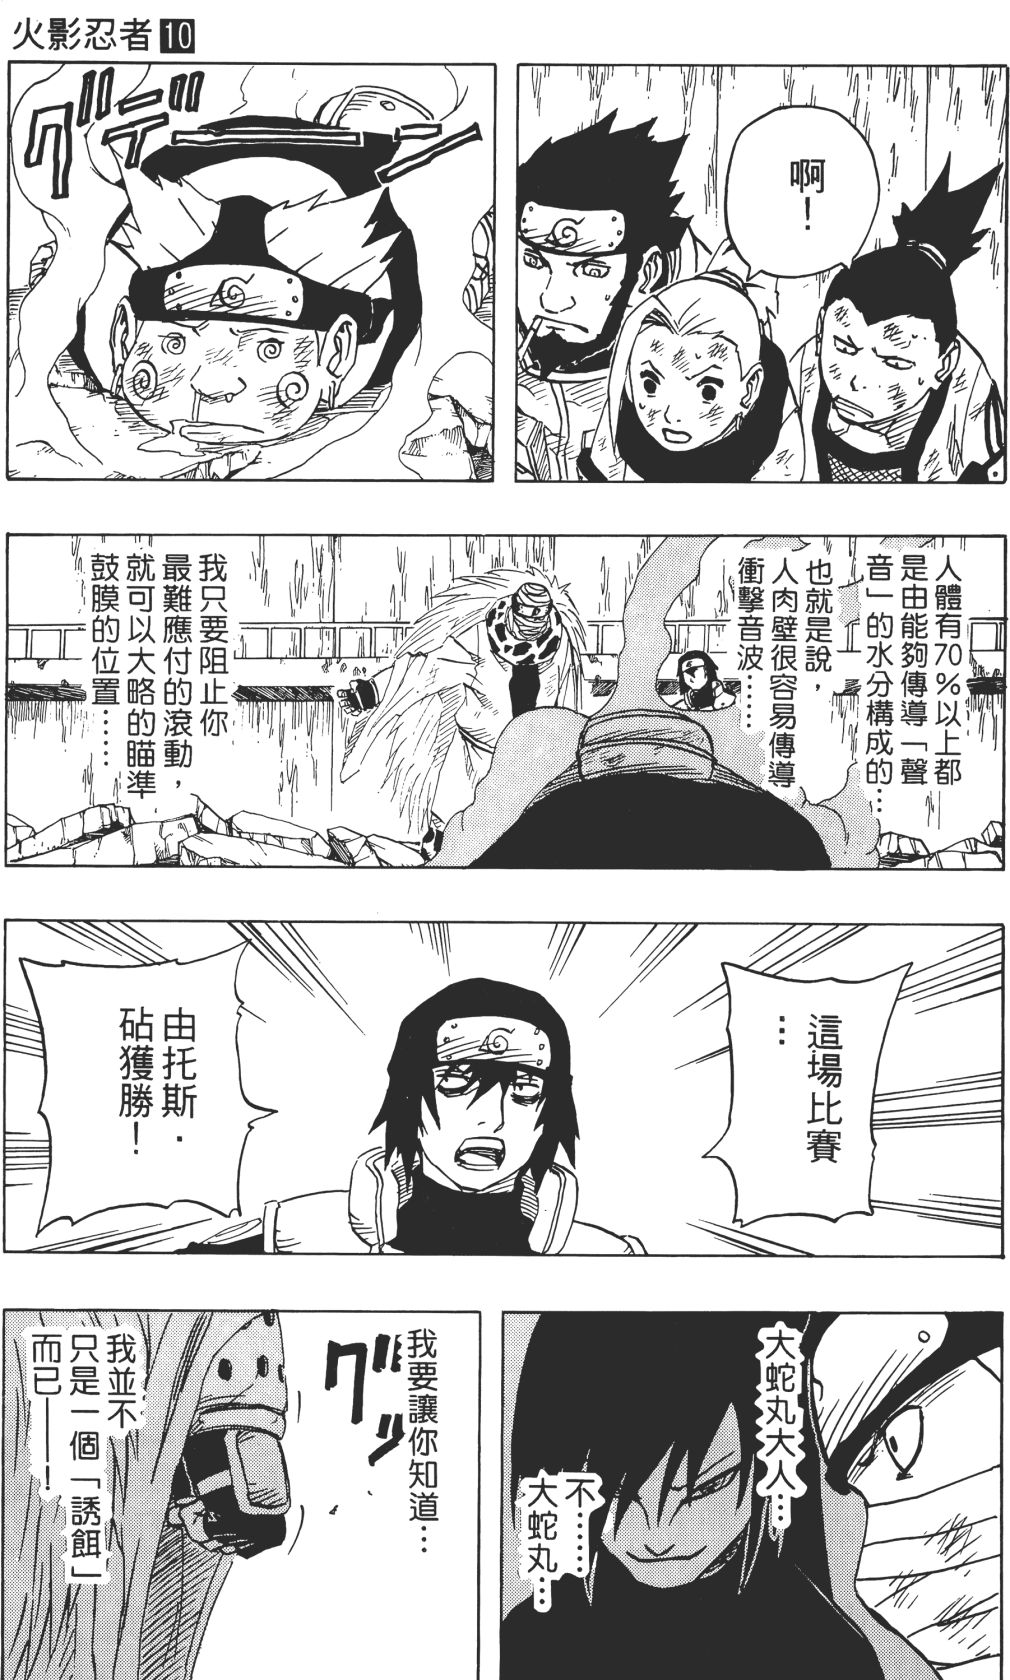 火影忍者10
啊！
グデ゛ッ
人體有70%以上都
是由能夠傳導「聲
音」的水分構成的…
也就是說，
人肉壁很容易傳導
衝擊音波……
我只要阻止你
最難應付的滾動，
就可以大略的瞄準
鼓膜的位置……
這場比賽
…
由托斯．
砧獲勝！
大蛇丸大人…
不……
大蛇丸…
我要讓你知道…
グッ
我並不
只是一個「誘餌」
而已——！